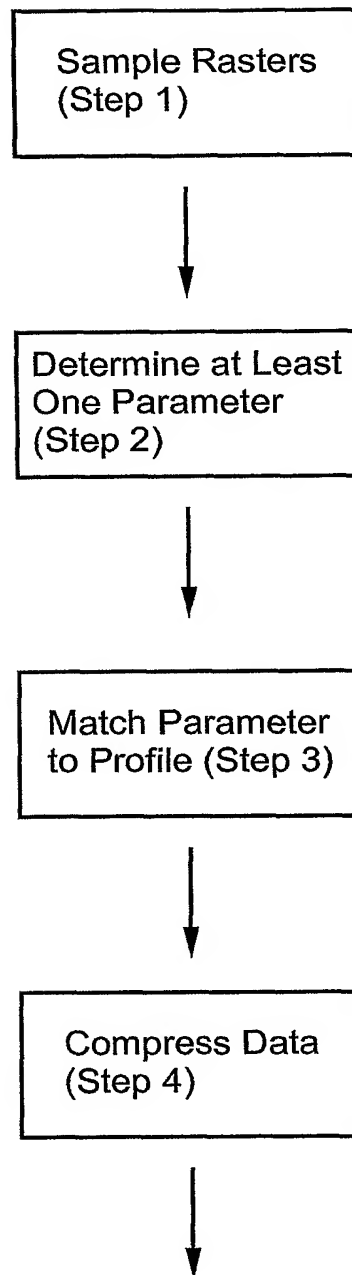 Sample Rasters
(Step 1)
Determine at Least
One Parameter
(Step 2)
Match Parameter
to Profile (Step 3)
Compress Data
(Step 4)